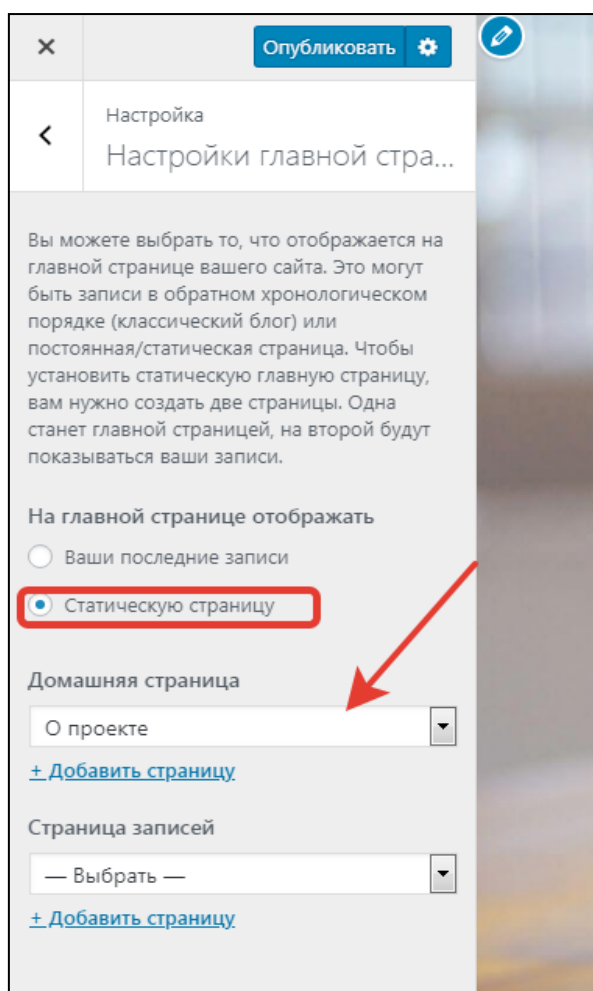 Опубликовать
Настройка
Настройки главной стра...
Вы можете выбрать то, что отображается на
главной странице вашего сайта. Это могут
быть записи в обратном хронологическом
порядке (классический блог) или
постоянная/статическая страница. Чтобы
установить статическую главную страницу,
вам нужно создать две страницы. Одна
станет главной страницей, на второй будут
показываться ваши записи.
На главной странице отображать
Ваши последние записи
Статическую страницу
Домашняя страница
О проекте
+ Добавить страницу
Страница записей
— Выбрать —
+ Добавить страницу